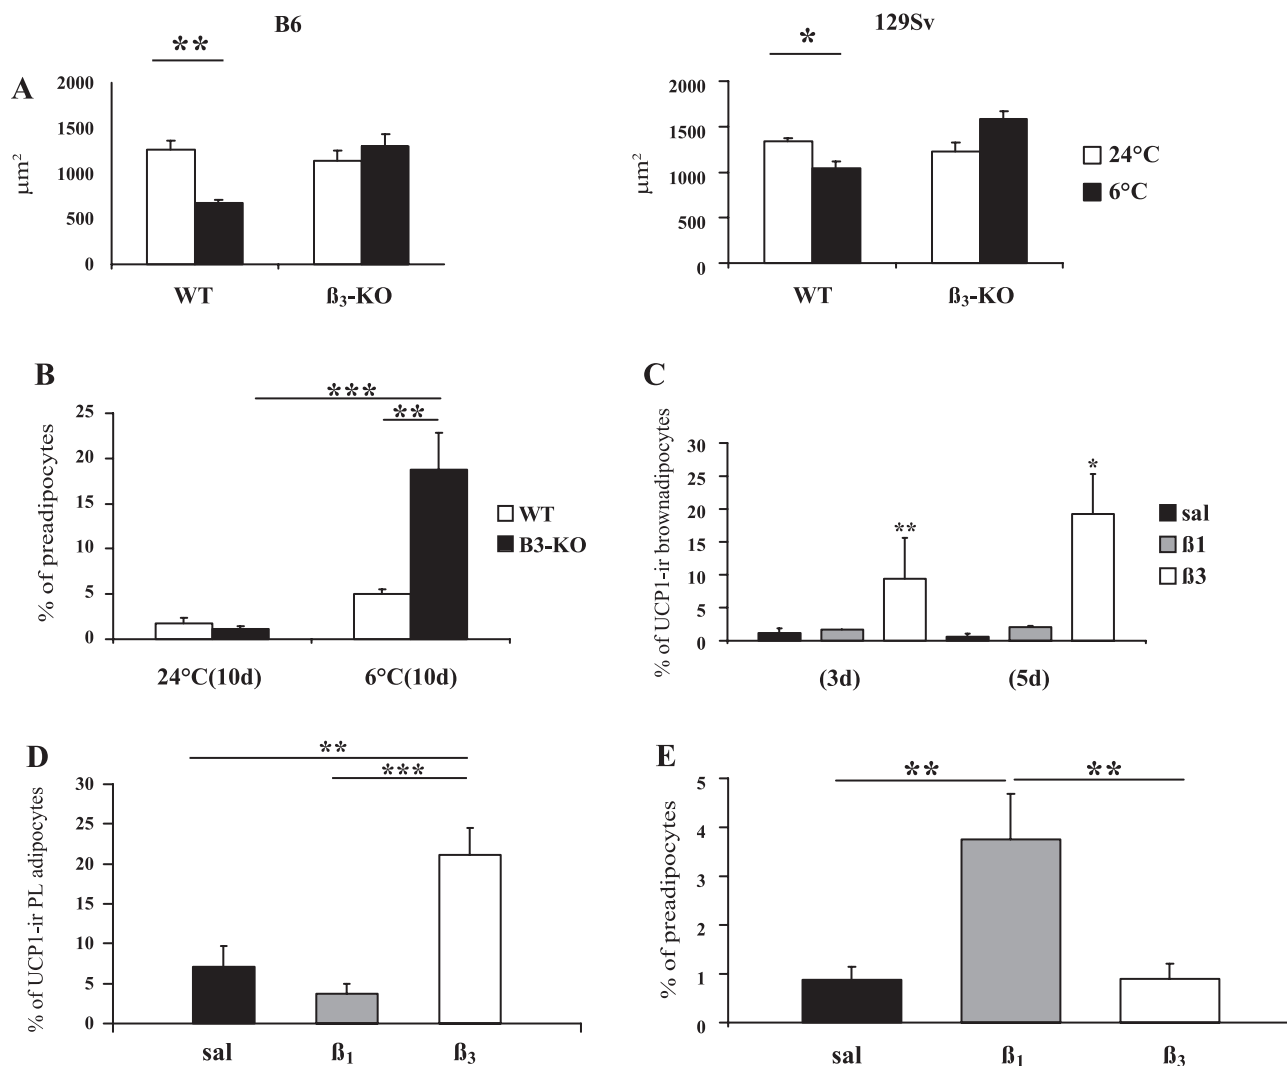 B6
129Sv
**
*
A
2000
1500
1000
500
0
µm²
WT
ß₃-KO
2000
1500
1000
500
0
µm²
WT
ß₃-KO
24°C
6°C
B
***
**
25
20
15
10
5
0
% of preadipocytes
24°C(10d)
6°C(10d)
WT
B3-KO
C
30
25
20
15
10
5
0
% of UCP1-ir brownadipocytes
**
*
(3d)
(5d)
sal
ß1
ß3
D
**
***
30
25
20
15
10
5
0
% of UCP1-ir PL adipocytes
sal
ß₁
ß₃
E
**
**
5
4
3
2
1
0
% of preadipocytes
sal
ß₁
ß₃